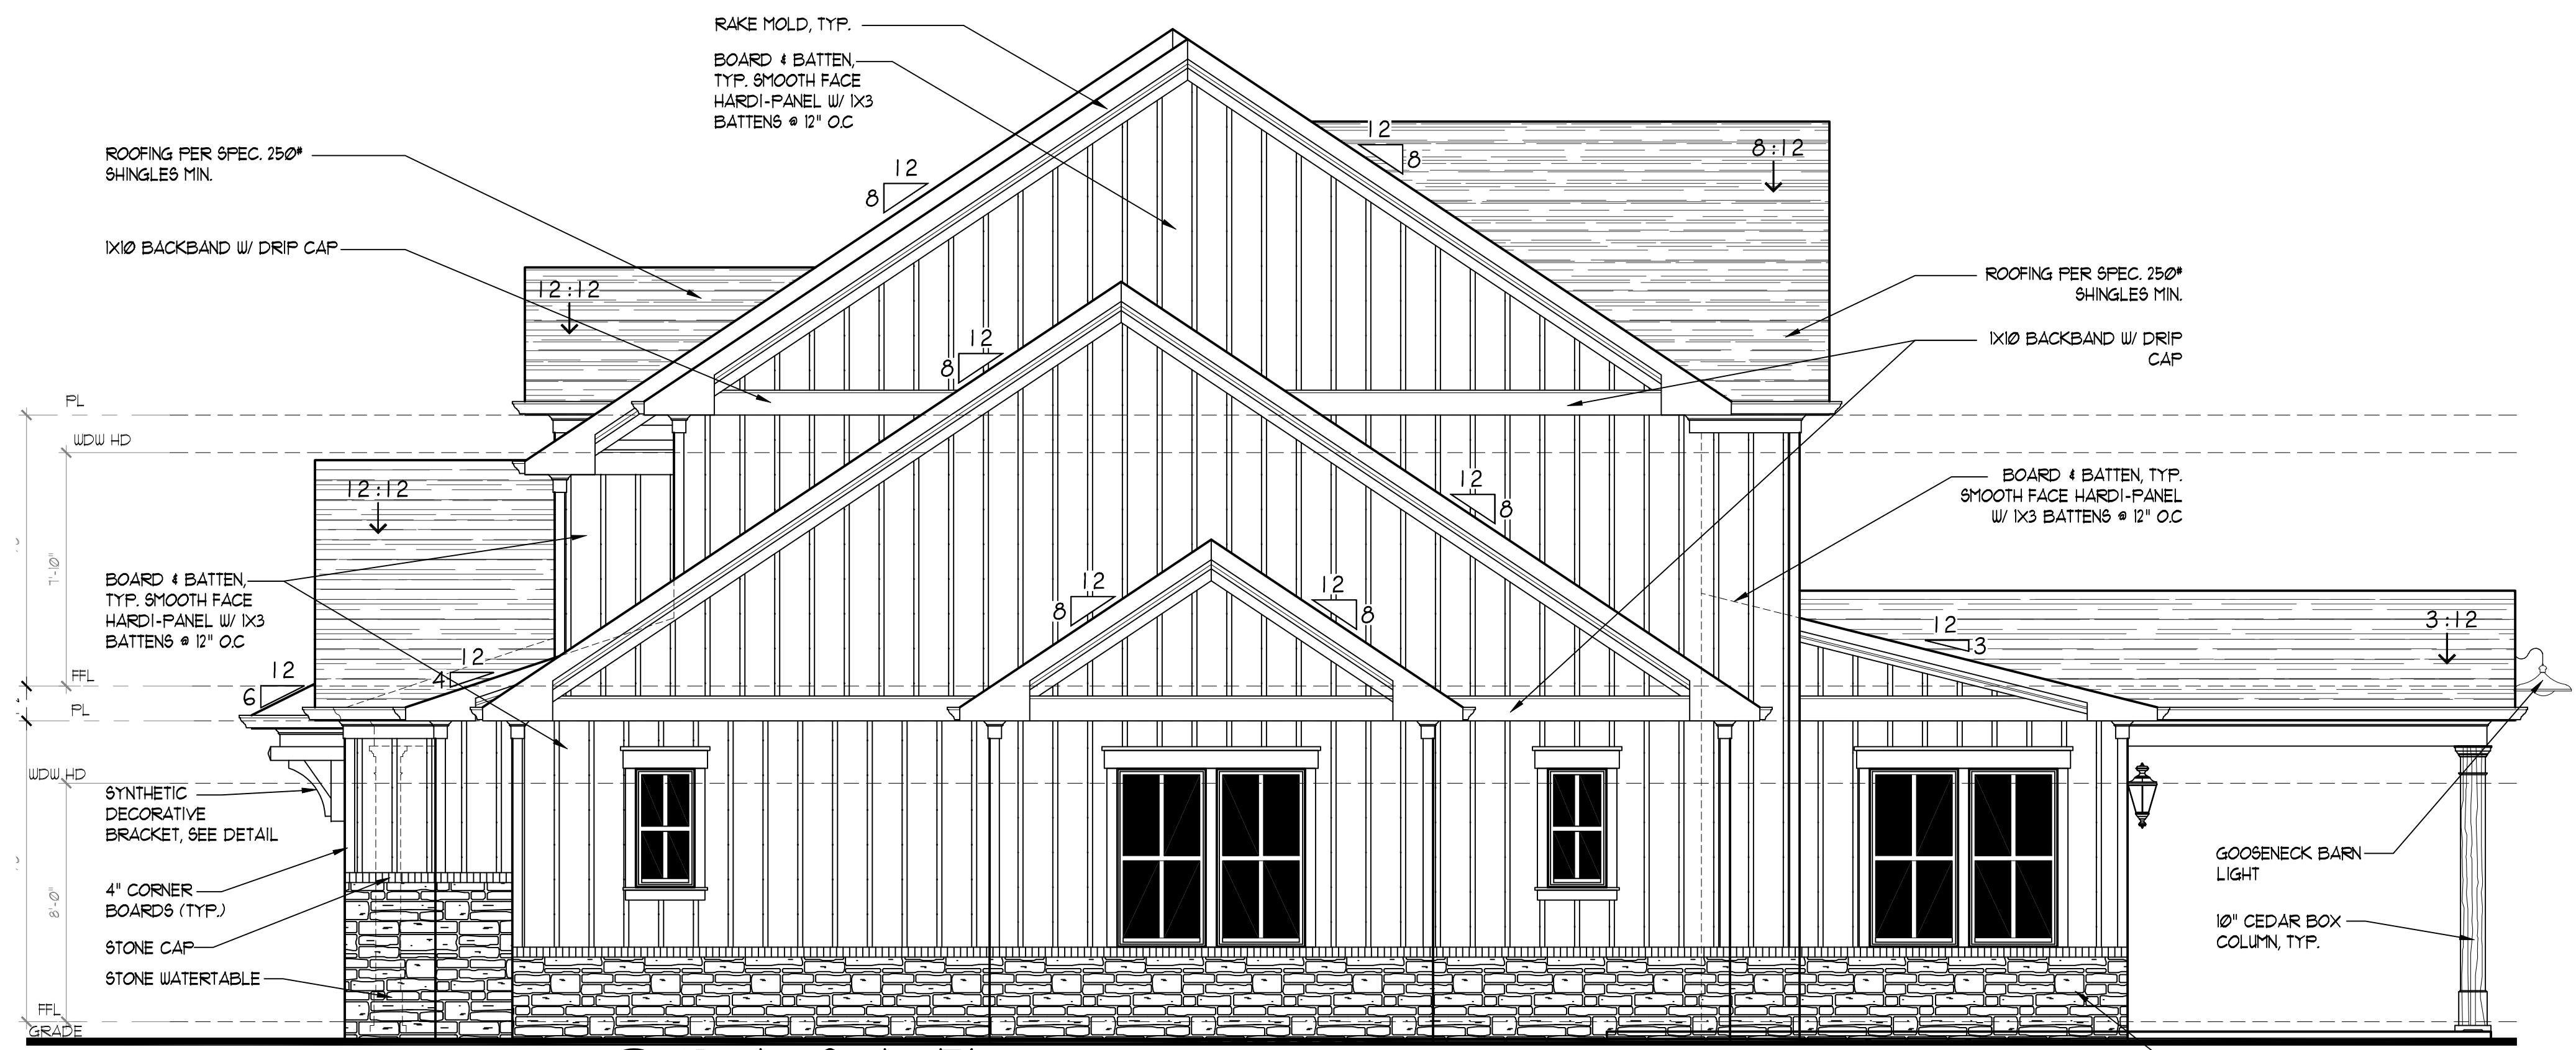 RAKE MOLD, TYP.
BOARD & BATTEN,
TYP. SMOOTH FACE
HARDI-PANEL W/ 1X3
BATTENS @ 12" O.C
ROOFING PER SPEC. 250#
SHINGLES MIN.
1X10 BACKBAND W/ DRIP CAP
12
8
12
8
8:12
12:12
ROOFING PER SPEC. 250#
SHINGLES MIN.
1X10 BACKBAND W/ DRIP
CAP
12
8
PL
WDW HD
12:12
12
8
BOARD & BATTEN, TYP.
SMOOTH FACE HARDI-PANEL
W/ 1X3 BATTENS @ 12" O.C
7'-10"
BOARD & BATTEN,
TYP. SMOOTH FACE
HARDI-PANEL W/ 1X3
BATTENS @ 12" O.C
12
8
12
8
12
3
3:12
FFL
12
6
12
4
PL
WDW HD
SYNTHETIC
DECORATIVE
BRACKET, SEE DETAIL
8'-0"
4" CORNER
BOARDS (TYP.)
STONE CAP
STONE WATERTABLE
GOOSENECK BARN
LIGHT
10" CEDAR BOX
COLUMN, TYP.
FFL
GRADE